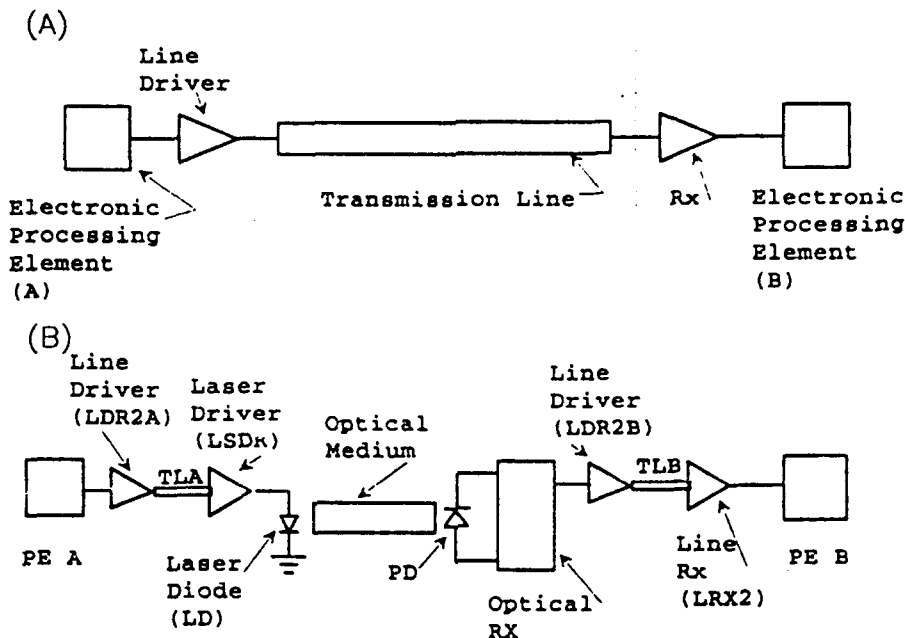 (A)
Line
Driver
Transmission Line
Rx
Electronic
Processing
Element
(A)
Electronic
Processing
Element
(B)
(B)
Line
Driver
(LDR2A)
Laser
Driver
(LSDR)
Optical
Medium
Line
Driver
(LDR2B)
TLA
TLB
PE A
Laser
Diode
(LD)
PD
Optical
RX
Line
Rx
(LRX2)
PE B